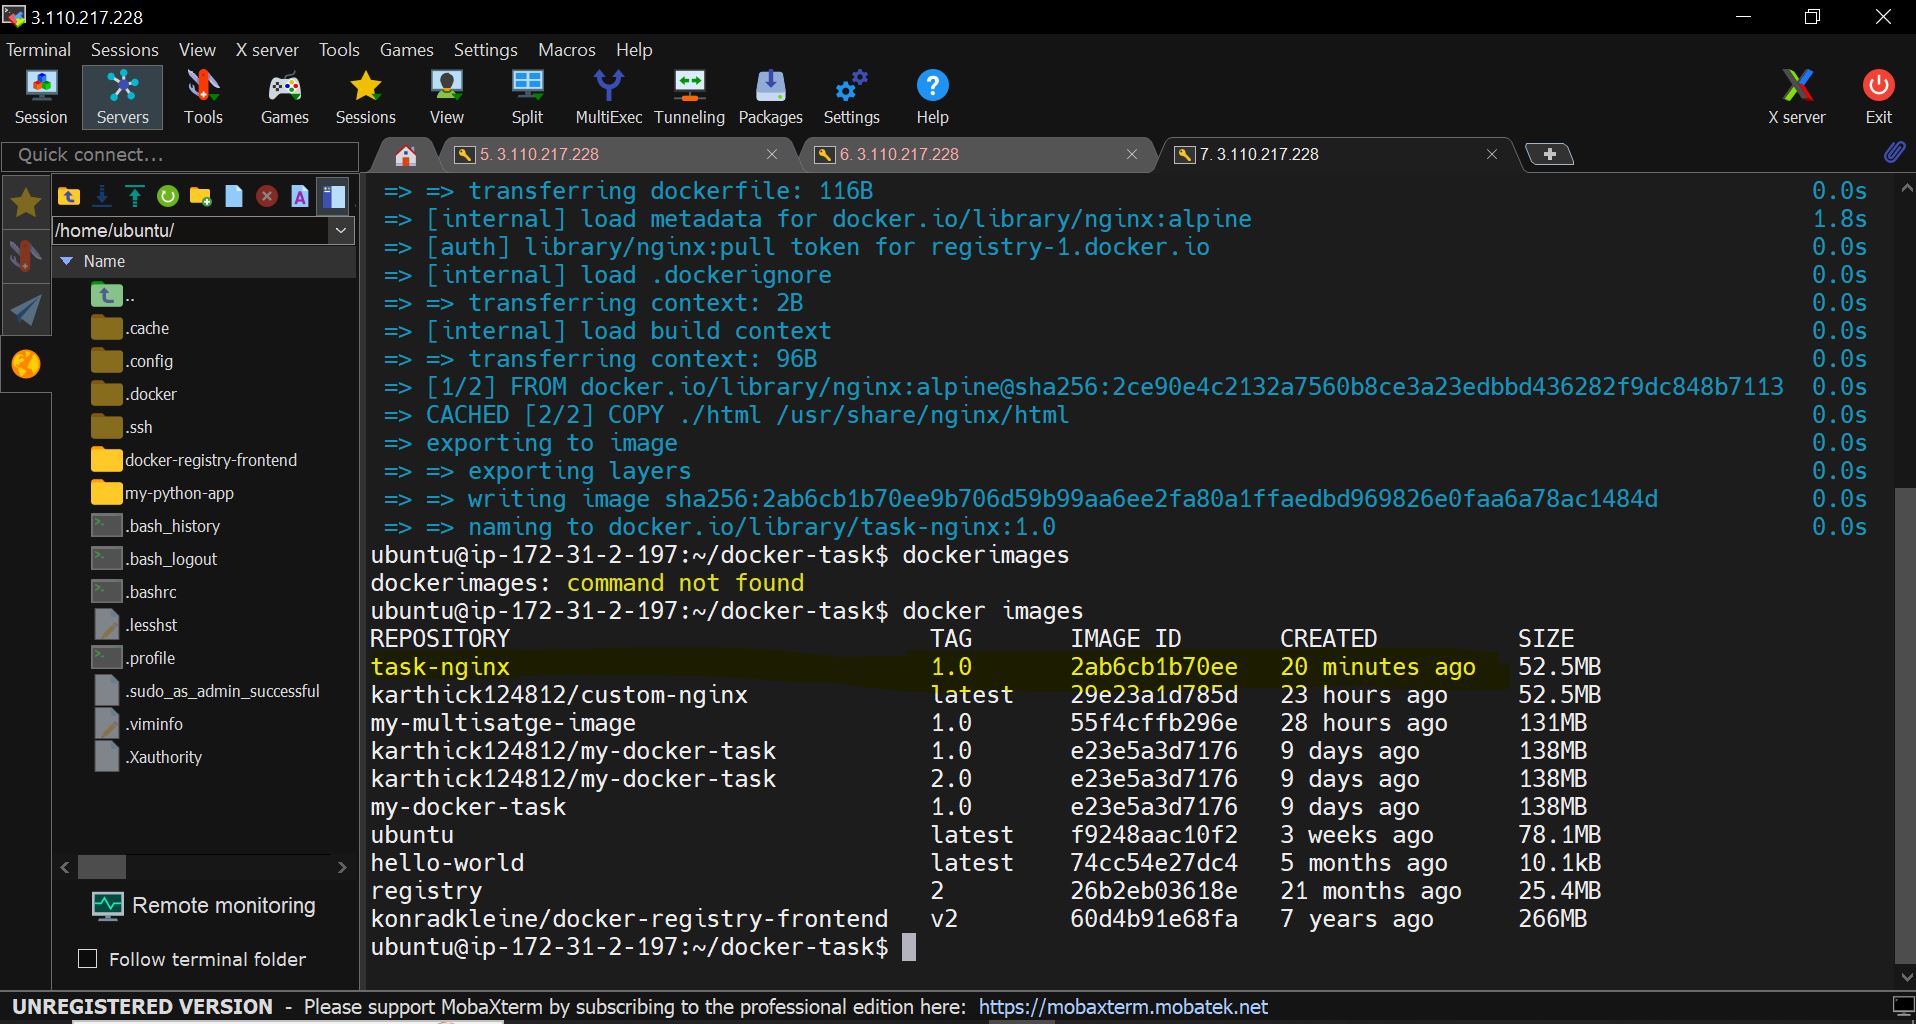 3.110.217.228
Terminal Sessions View X server Tools Games Settings Macros Help
Session Servers Tools Games Sessions View Split MultiExec Tunneling Packages Settings Help X server Exit
Quick connect...
5. 3.110.217.228
6. 3.110.217.228
7. 3.110.217.228
/home/ubuntu/
Name
..
.cache
.config
.docker
.ssh
docker-registry-frontend
my-python-app
.bash_history
.bash_logout
.bashrc
.lesshst
.profile
.sudo_as_admin_successful
.viminfo
.Xauthority
Remote monitoring
Follow terminal folder
=> => transferring dockerfile: 116B 0.0s
=> [internal] load metadata for docker.io/library/nginx:alpine 1.8s
=> [auth] library/nginx:pull token for registry-1.docker.io 0.0s
=> [internal] load .dockerignore 0.0s
=> => transferring context: 2B 0.0s
=> [internal] load build context 0.0s
=> => transferring context: 96B 0.0s
=> [1/2] FROM docker.io/library/nginx:alpine@sha256:2ce90e4c2132a7560b8ce3a23edbbd436282f9dc848b7113 0.0s
=> CACHED [2/2] COPY ./html /usr/share/nginx/html 0.0s
=> exporting to image 0.0s
=> => exporting layers 0.0s
=> => writing image sha256:2ab6cb1b70ee9b706d59b99aa6ee2fa80a1ffaedbd969826e0faa6a78ac1484d 0.0s
=> => naming to docker.io/library/task-nginx:1.0 0.0s
ubuntu@ip-172-31-2-197:~/docker-task$ dockerimages
dockerimages: command not found
ubuntu@ip-172-31-2-197:~/docker-task$ docker images
REPOSITORY TAG IMAGE ID CREATED SIZE
task-nginx 1.0 2ab6cb1b70ee 20 minutes ago 52.5MB
karthick124812/custom-nginx latest 29e23a1d785d 23 hours ago 52.5MB
my-multisatge-image 1.0 55f4cffb296e 28 hours ago 131MB
karthick124812/my-docker-task 1.0 e23e5a3d7176 9 days ago 138MB
karthick124812/my-docker-task 2.0 e23e5a3d7176 9 days ago 138MB
my-docker-task 1.0 e23e5a3d7176 9 days ago 138MB
ubuntu latest f9248aac10f2 3 weeks ago 78.1MB
hello-world latest 74cc54e27dc4 5 months ago 10.1kB
registry 2 26b2eb03618e 21 months ago 25.4MB
konradkleine/docker-registry-frontend v2 60d4b91e68fa 7 years ago 266MB
ubuntu@ip-172-31-2-197:~/docker-task$
UNREGISTERED VERSION - Please support MobaXterm by subscribing to the professional edition here: https://mobaxterm.mobatek.net